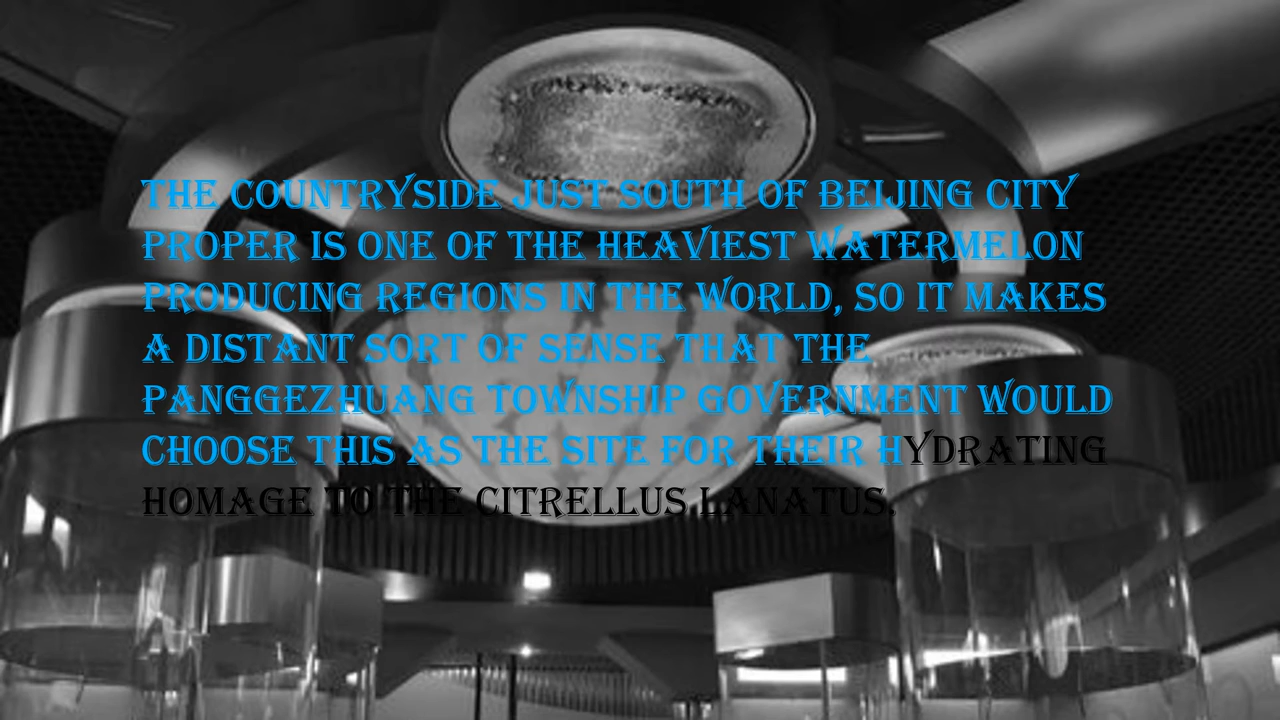 THE COUNTRYSIDE JUST SOUTH OF BEIJING CITY
PROPER IS ONE OF THE HEAVIEST WATERMELON
PRODUCING REGIONS IN THE WORLD, SO IT MAKES
A DISTANT SORT OF SENSE THAT THE
PANGGEZHUANG TOWNSHIP GOVERNMENT WOULD
CHOOSE THIS AS THE SITE FOR THEIR HYDRATING
HOMAGE TO THE CITRELLUS LANATUS.